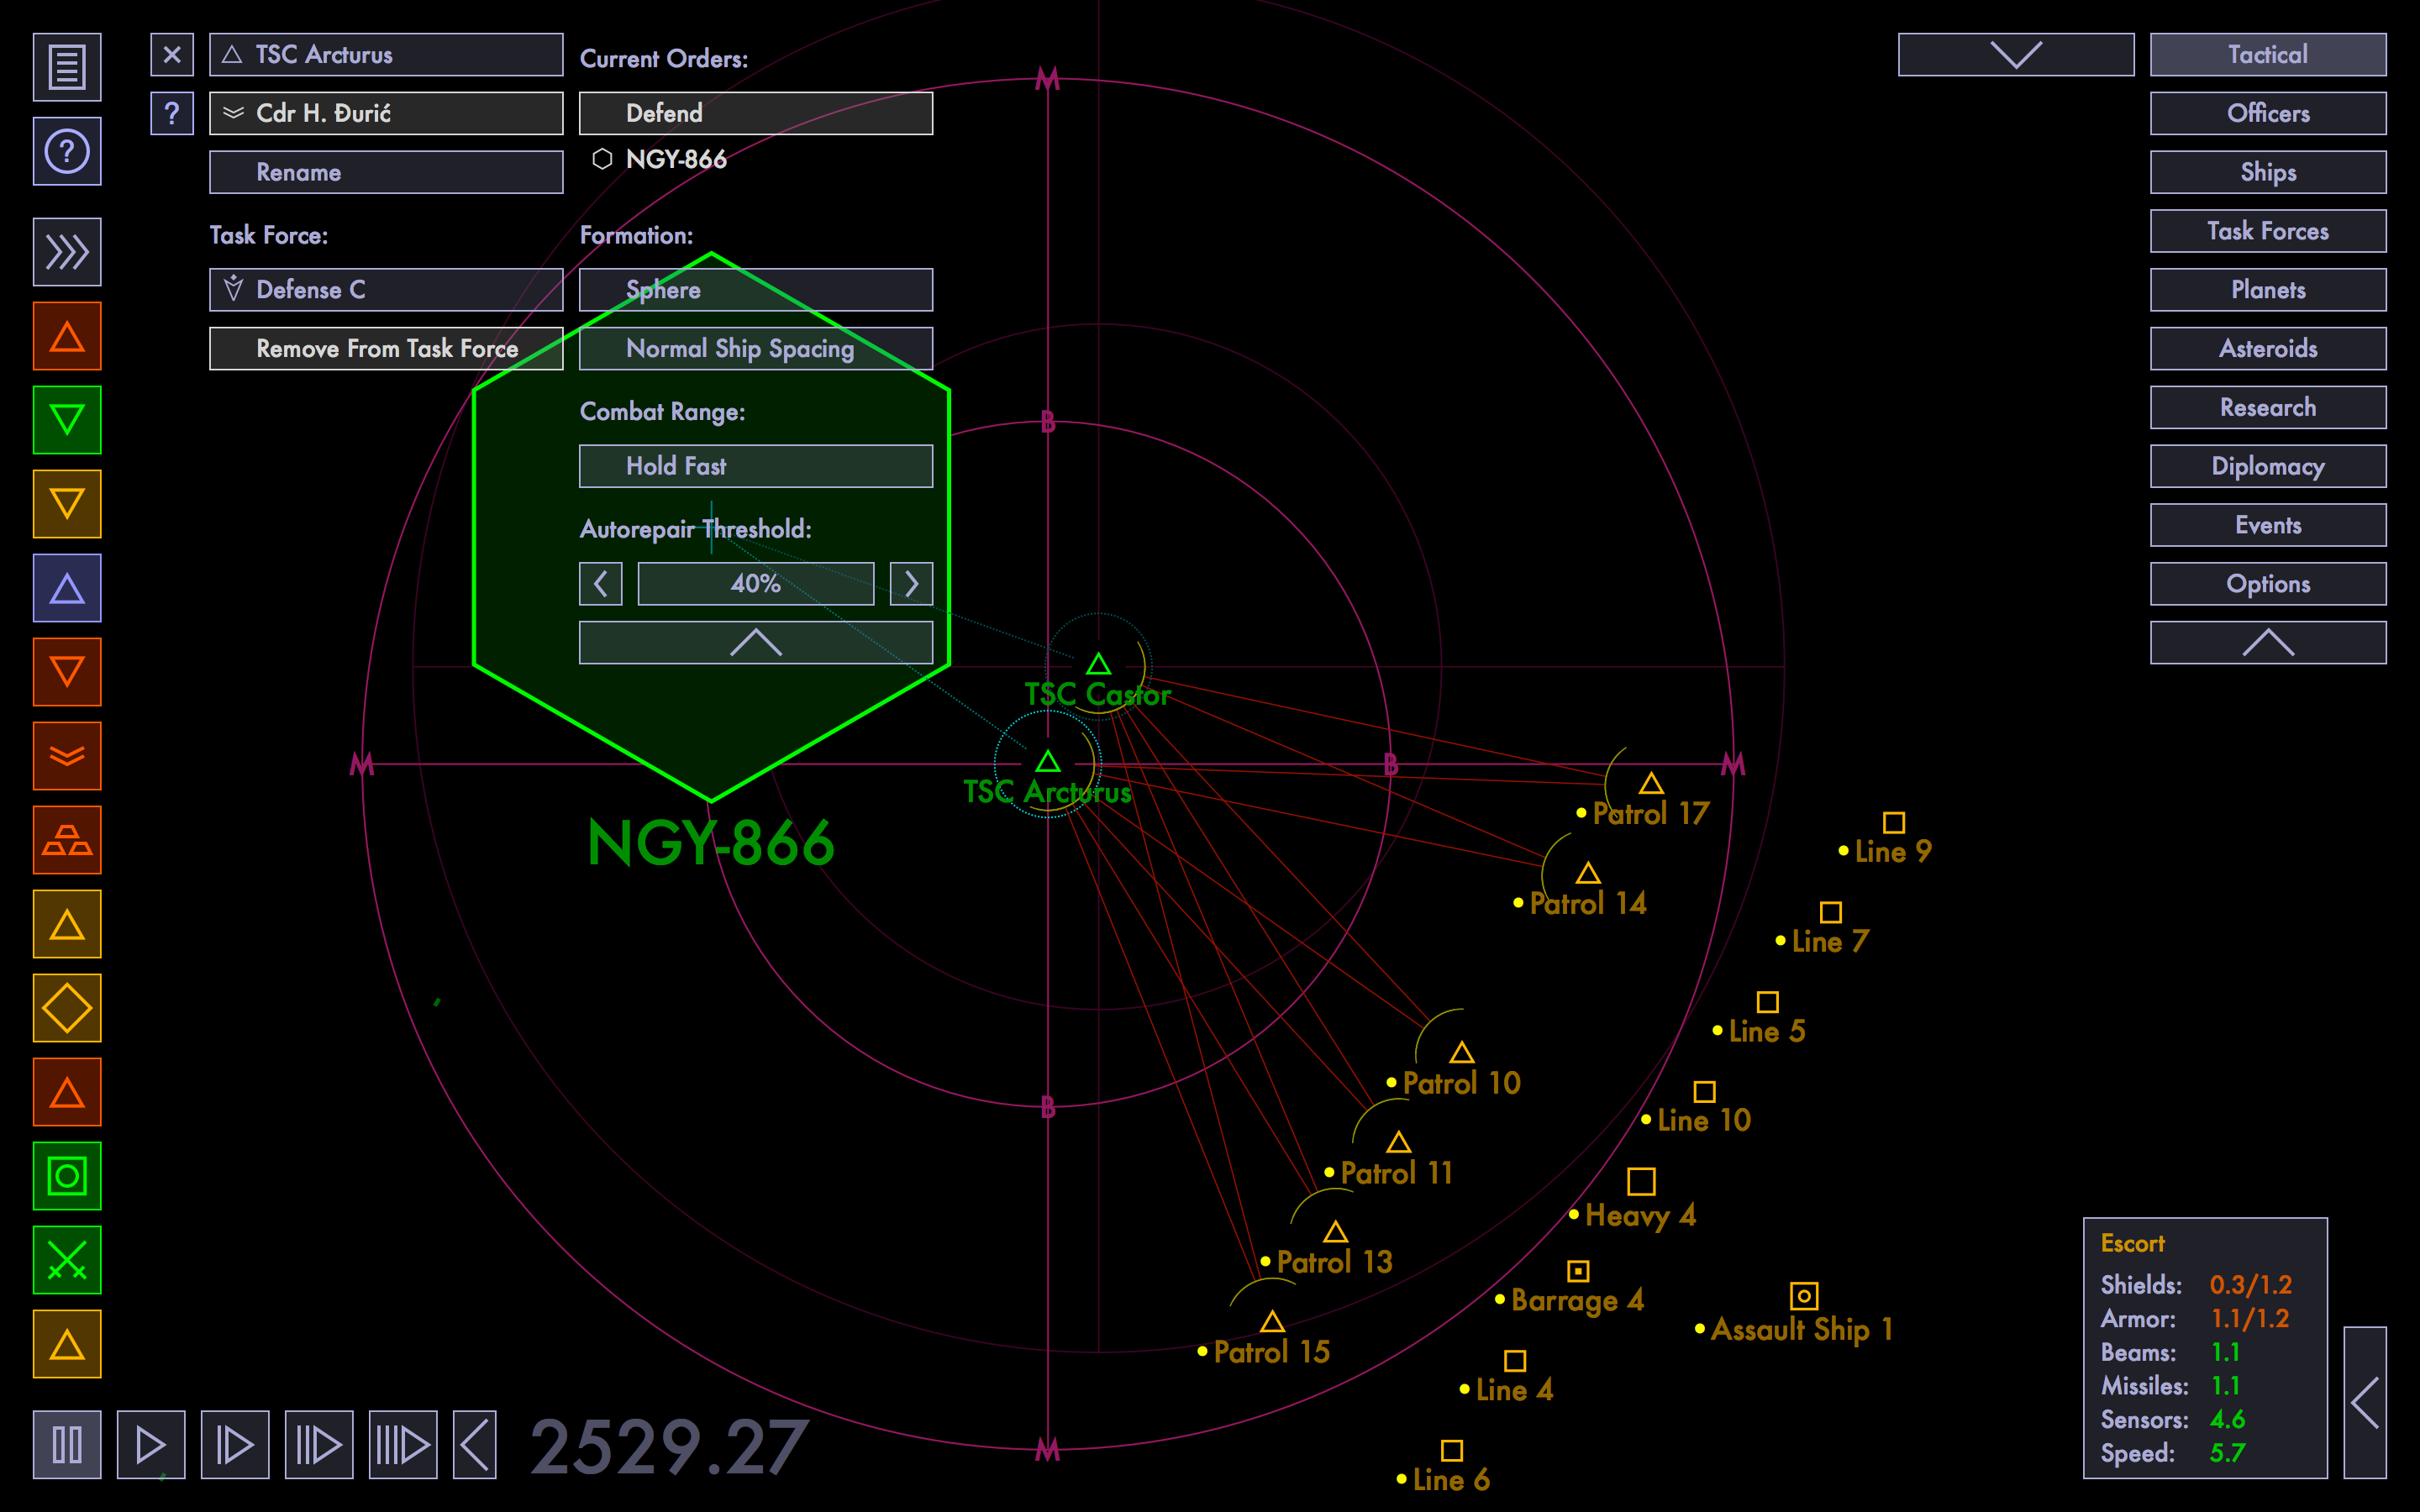 TSC Arcturus
Current Orders:
Cdr H. Đurić
Defend
NGY-866
Rename
Task Force:
Formation:
Defense C
Sphere
Remove From Task Force
Normal Ship Spacing
Combat Range:
Hold Fast
Autorepair Threshold:
40%
Tactical
Officers
Ships
Task Forces
Planets
Asteroids
Research
Diplomacy
Events
Options
M
B
M
B
M
B
M
TSC Castor
TSC Arcturus
NGY-866
Patrol 17
Line 9
Patrol 14
Line 7
Line 5
Patrol 10
Line 10
Patrol 11
Heavy 4
Patrol 13
Barrage 4
Assault Ship 1
Patrol 15
Line 4
Line 6
2529.27
Escort
Shields: 0.3/1.2
Armor: 1.1/1.2
Beams: 1.1
Missiles: 1.1
Sensors: 4.6
Speed: 5.7
?
?